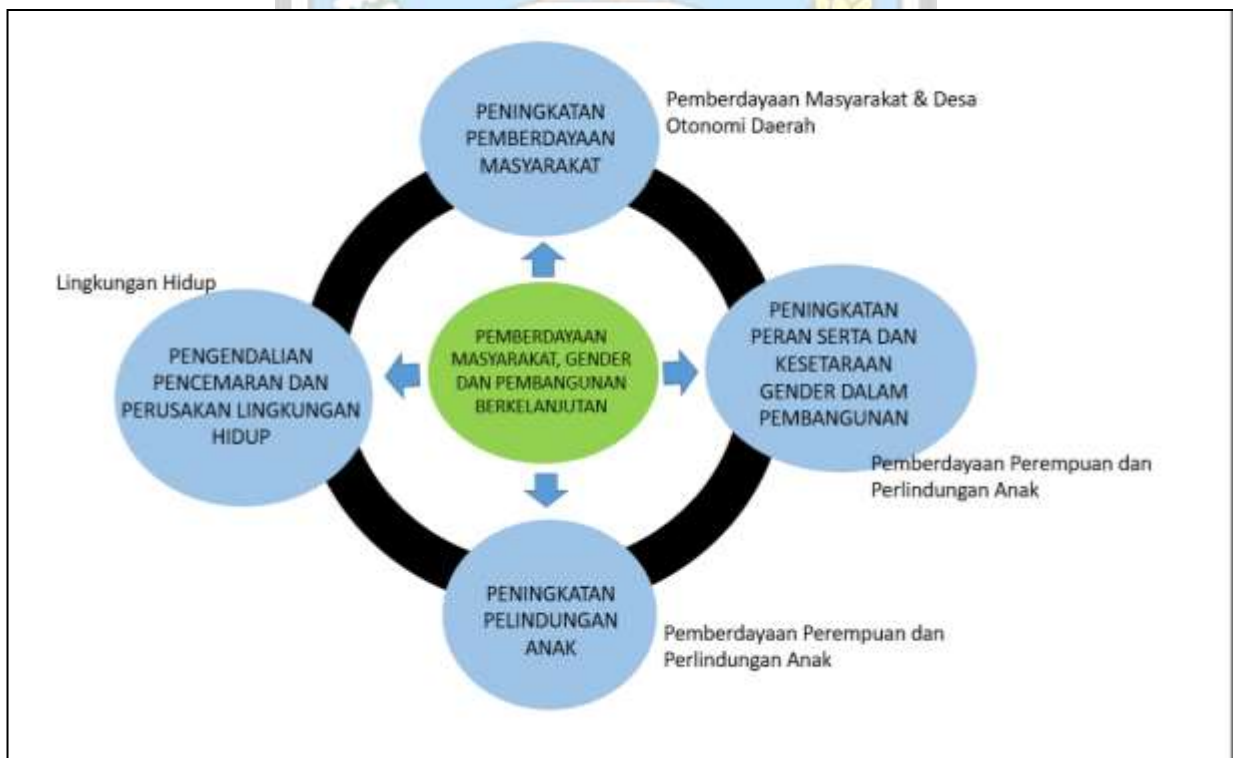 PENINGKATAN
PEMBERDAYAAN
MASYARAKAT
Pemberdayaan Masyarakat & Desa
Otonomi Daerah
Lingkungan Hidup
PENGENDALIAN
PENCEMARAN DAN
PERUSAKAN LINGKUNGAN
HIDUP
PEMBERDAYAAN
MASYARAKAT, GENDER
DAN PEMBANGUNAN
BERKELANJUTAN
PENINGKATAN
PERAN SERTA DAN
KESETARAAN
GENDER DALAM
PEMBANGUNAN
Pemberdayaan Perempuan dan
Perlindungan Anak
PENINGKATAN
PELINDUNGAN
ANAK
Pemberdayaan Perempuan dan
Perlindungan Anak